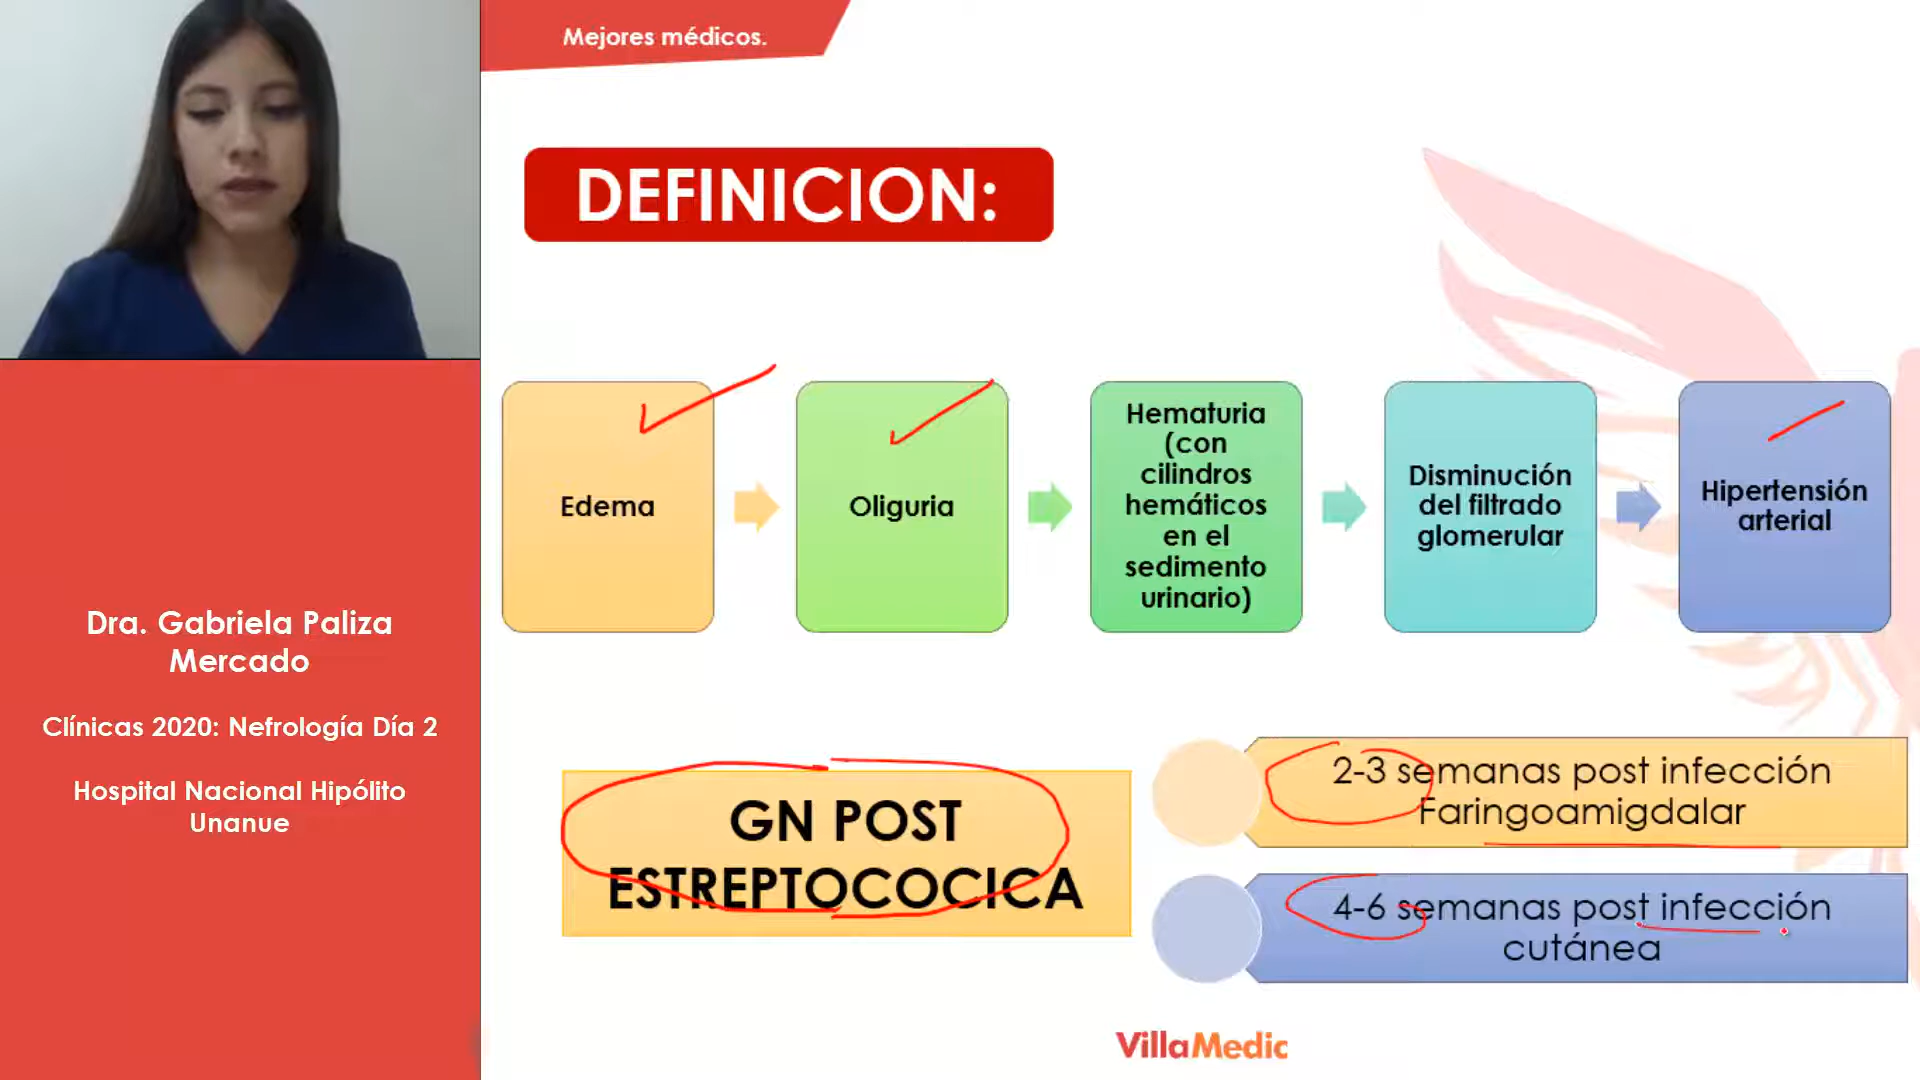 Mejores médicos.
DEFINICION:
Edema
Oliguria
Hematuria
(con
cilindros
hemáticos
en el
sedimento
urinario)
Disminución
del filtrado
glomerular
Hipertensión
arterial
Dra. Gabriela Paliza
Mercado
Clínicas 2020: Nefrología Día 2
Hospital Nacional Hipólito
Unanue
GN POST
ESTREPTOCOCICA
2-3 semanas post infección
Faringoamigdalar
4-6 semanas post infección
cutánea
VillaMedic